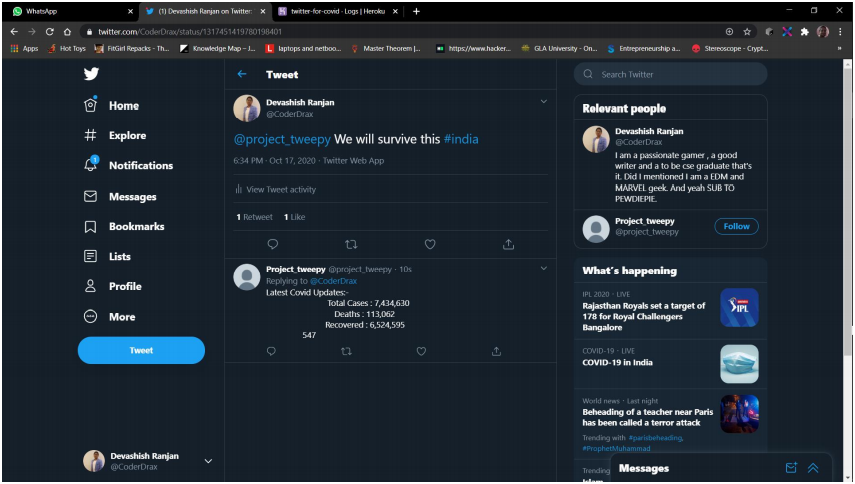 WhatsApp
(1) Devashish Ranjan on Twitter:
twitter-for-covid - Logs | Heroku
twitter.com/CoderDrax/status/1317451419780198401
Apps
Hot Toys
FitGirl Repacks - Th...
Knowledge Map – J...
laptops and netboo...
Master Theorem |...
https://www.hacker...
GLA University - On...
Entrepreneurship a...
Stereoscope - Crypt...
Home
Explore
1
Notifications
Messages
Bookmarks
Lists
Profile
More
Tweet
Devashish Ranjan
@CoderDrax
Tweet
Devashish Ranjan
@CoderDrax
@project_tweepy We will survive this #india
6:34 PM · Oct 17, 2020 · Twitter Web App
View Tweet activity
1 Retweet 1 Like
Project_tweepy @project_tweepy · 10s
Replying to @CoderDrax
Latest Covid Updates:-
Total Cases : 7,434,630
Deaths : 113,062
Recovered : 6,524,595
547
Search Twitter
Relevant people
Devashish Ranjan
@CoderDrax
I am a passionate gamer , a good
writer and a to be cse graduate that's
it. Did I mentioned I am a EDM and
MARVEL geek. And yeah SUB TO
PEWDIEPIE.
Project_tweepy
@project_tweepy
Follow
What's happening
IPL 2020 · LIVE
Rajasthan Royals set a target of
178 for Royal Challengers
Bangalore
IPL
COVID-19 · LIVE
COVID-19 in India
World news · Last night
Beheading of a teacher near Paris
has been called a terror attack
Trending with #parisbeheading,
#ProphetMuhammad
Trending
Messages